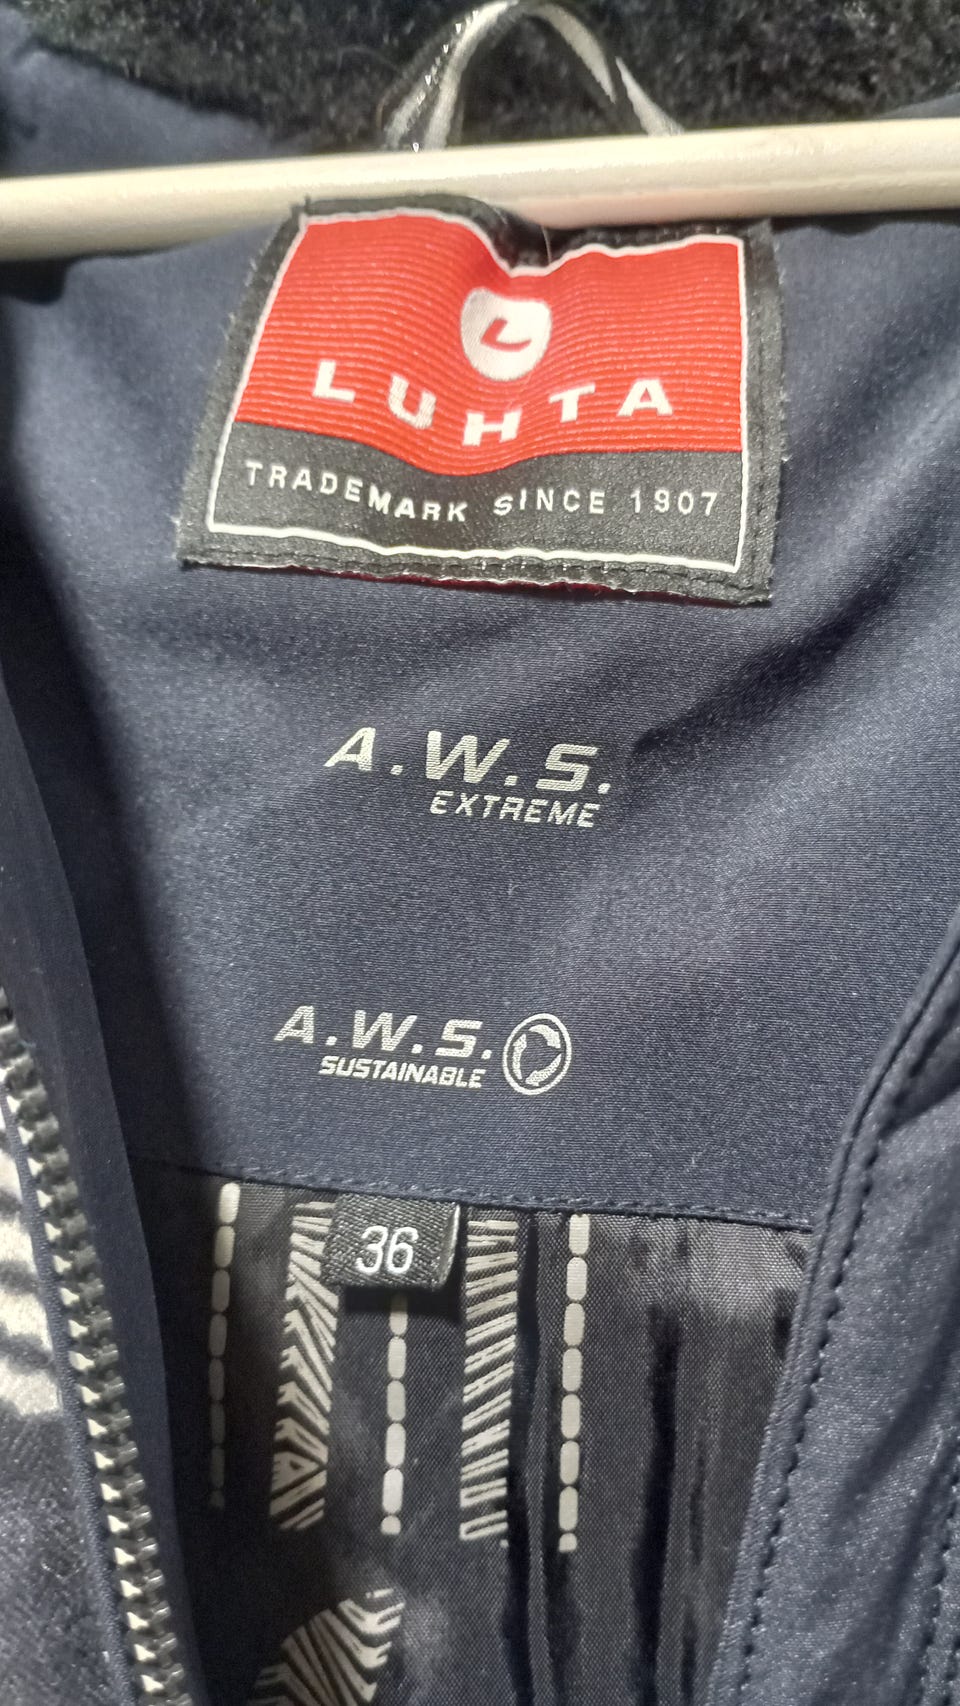 L
LUHTA
TRADEMARK SINCE 1907
A.W.S.
EXTREME
A.W.S.
SUSTAINABLE
36